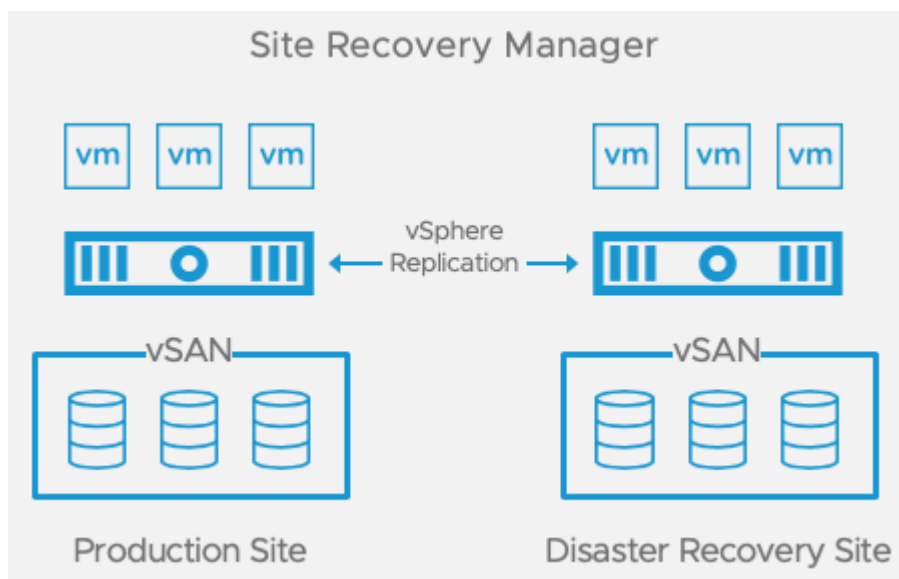 Site Recovery Manager
vm vm vm vm vm vm
vSphere
Replication
vSAN vSAN
Production Site Disaster Recovery Site